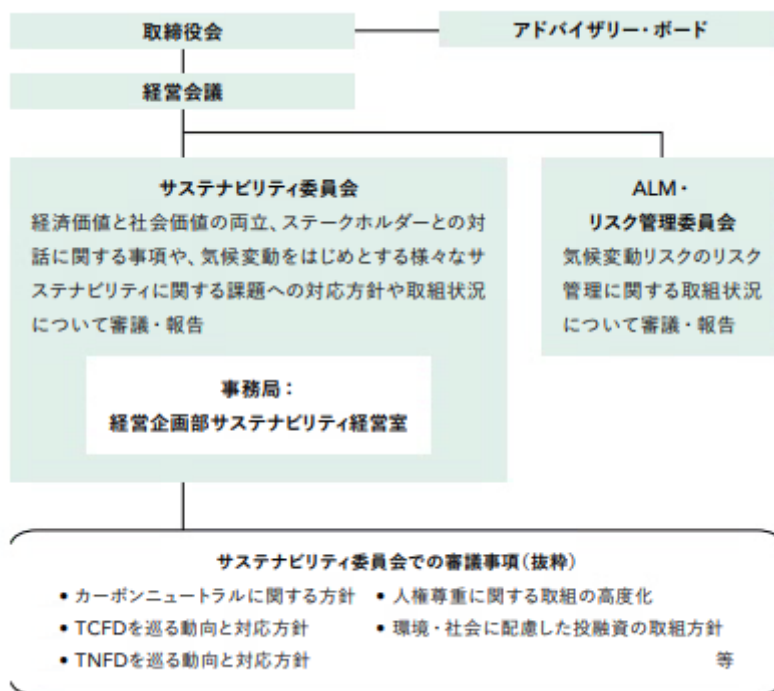 取締役会
アドバイザリー・ボード
経営会議
サステナビリティ委員会
経済価値と社会価値の両立、ステークホルダーとの対
話に関する事項や、気候変動をはじめとする様々なサ
ステナビリティに関する課題への対応方針や取組状況
について審議・報告
事務局：
経営企画部サステナビリティ経営室
ALM・
リスク管理委員会
気候変動リスクのリスク
管理に関する取組状況
について審議・報告
サステナビリティ委員会での審議事項（抜粋）
• カーボンニュートラルに関する方針
• TCFDを巡る動向と対応方針
• TNFDを巡る動向と対応方針
• 人権尊重に関する取組の高度化
• 環境・社会に配慮した投融資の取組方針
等